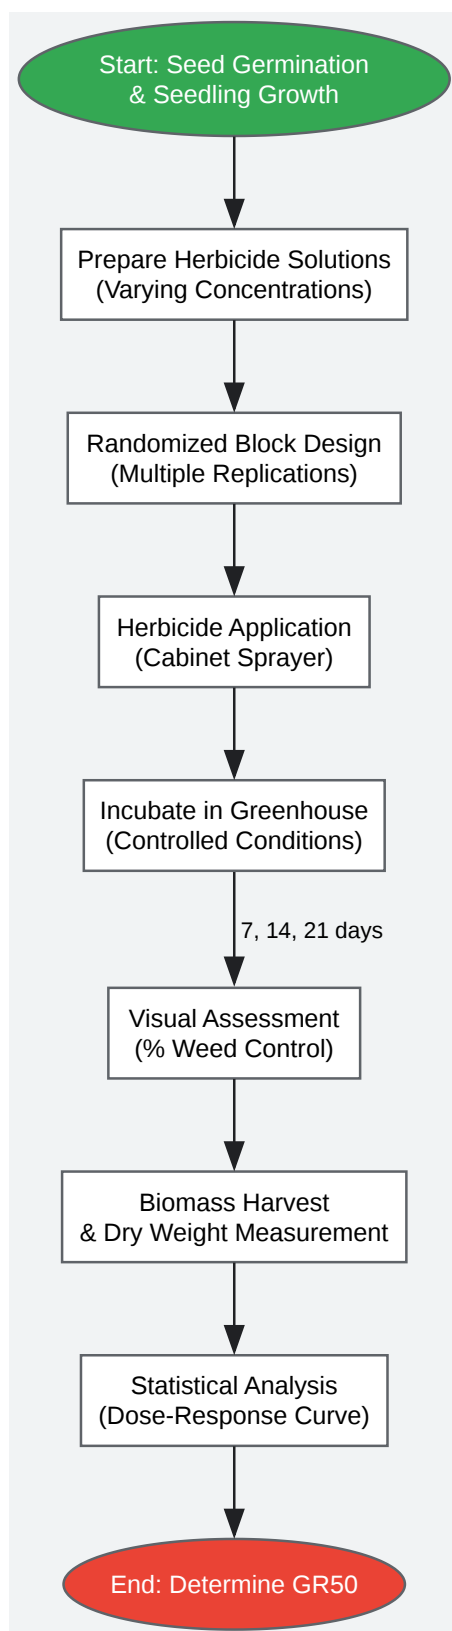 Start: Seed Germination
& Seedling Growth
Prepare Herbicide Solutions
(Varying Concentrations)
Randomized Block Design
(Multiple Replications)
Herbicide Application
(Cabinet Sprayer)
Incubate in Greenhouse
(Controlled Conditions)
7, 14, 21 days
Visual Assessment
(% Weed Control)
Biomass Harvest
& Dry Weight Measurement
Statistical Analysis
(Dose-Response Curve)
End: Determine GR50